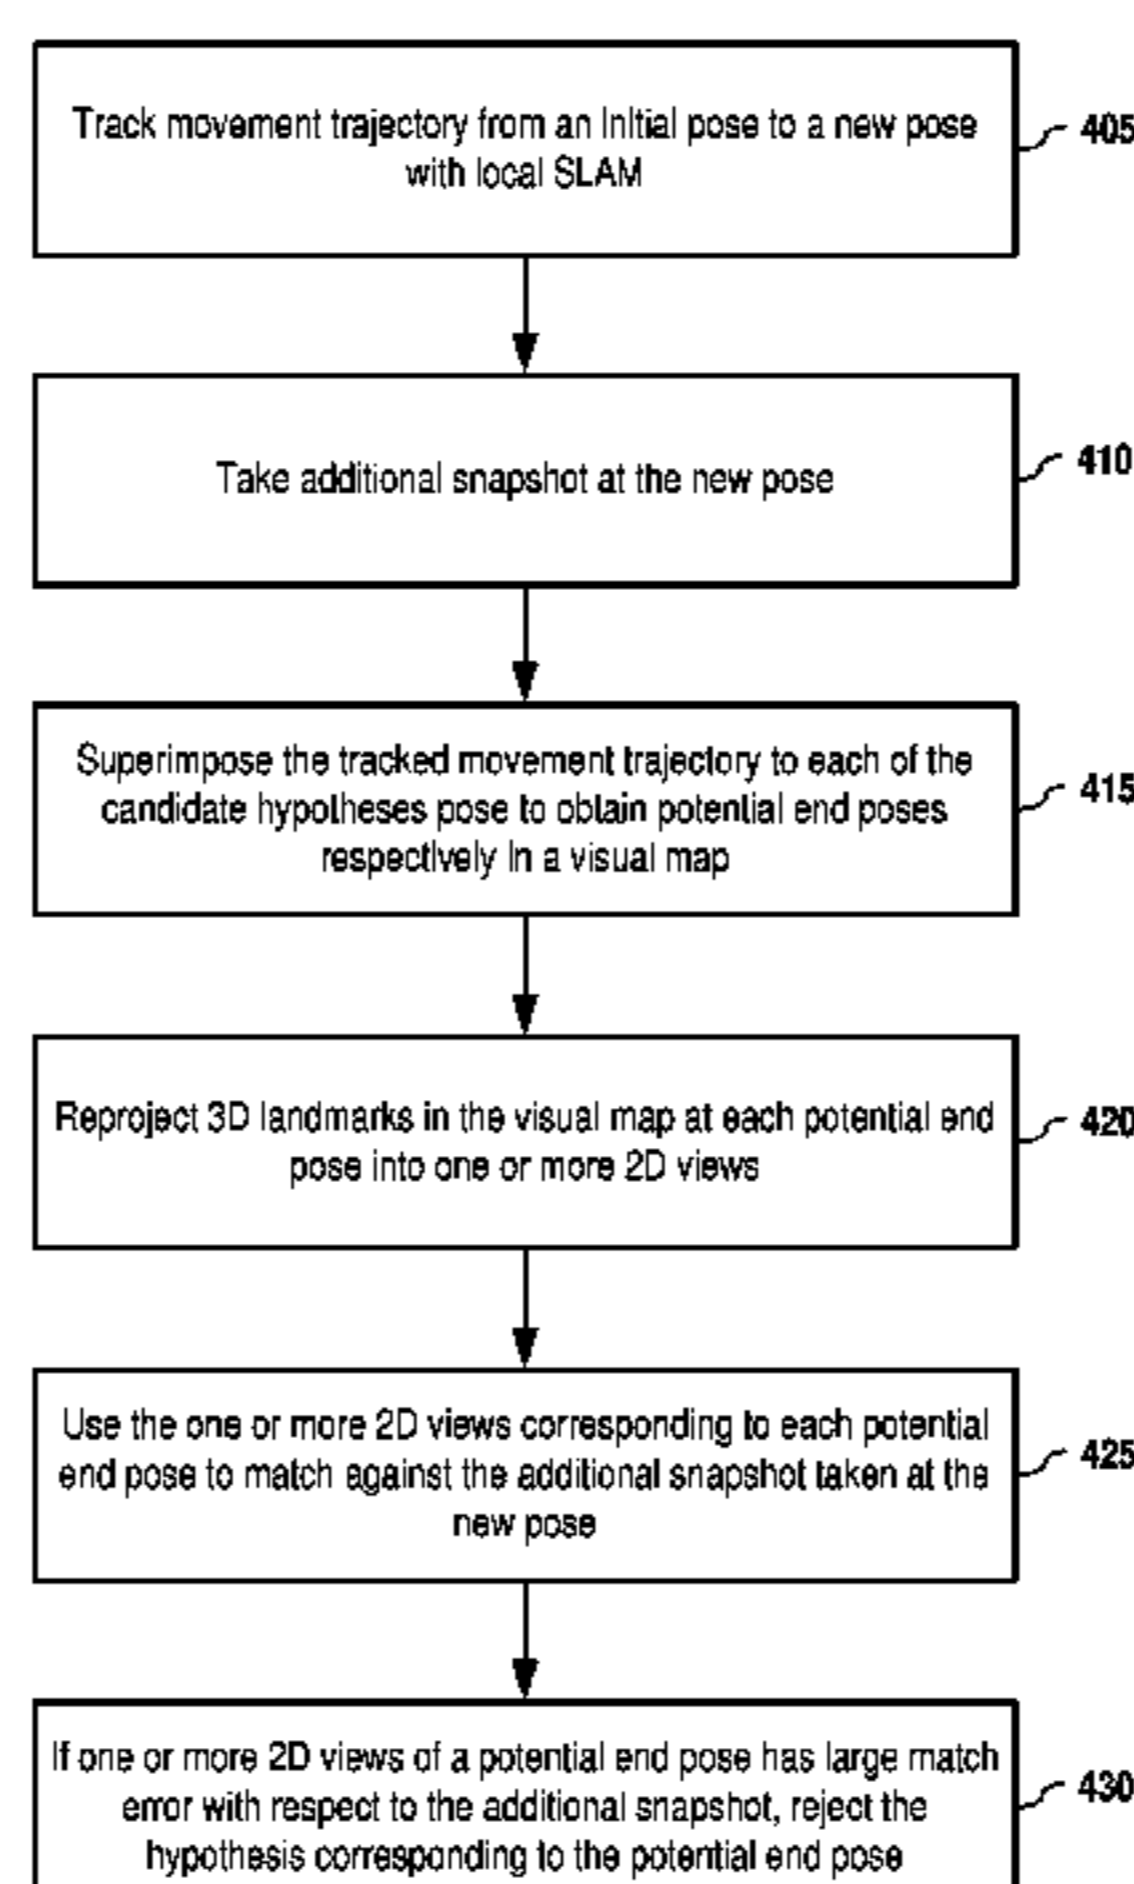 Track movement trajectory from an initial pose to a new pose
with local SLAM
405
Take additional snapshot at the new pose
410
Superimpose the tracked movement trajectory to each of the
candidate hypotheses pose to obtain potential end poses
respectively in a visual map
415
Reproject 3D landmarks in the visual map at each potential end
pose into one or more 2D views
420
Use the one or more 2D views corresponding to each potential
end pose to match against the additional snapshot taken at the
new pose
425
If one or more 2D views of a potential end pose has large match
error with respect to the additional snapshot, reject the
hypothesis corresponding to the potential end pose
430